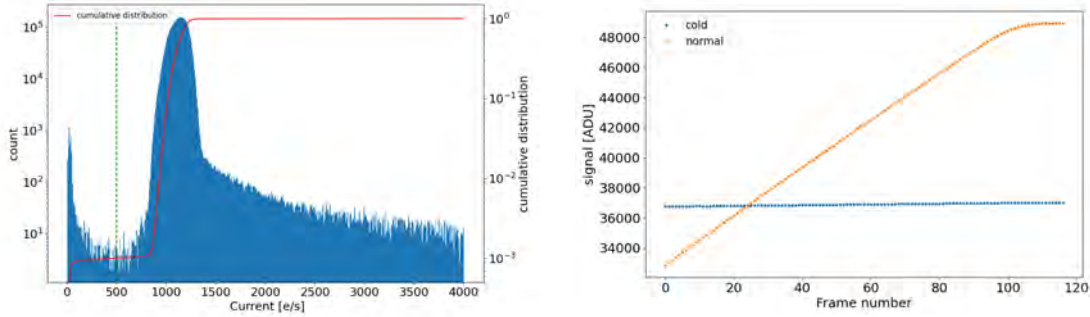 cumulative distribution
10^5
10^4
10^3
10^2
10^1
count
10^0
10^-1
10^-2
10^-3
cumulative distribution
0 500 1000 1500 2000 2500 3000 3500 4000
Current [e/s]
cold
normal
48000
46000
44000
42000
40000
38000
36000
34000
signal [ADU]
0 20 40 60 80 100 120
Frame number